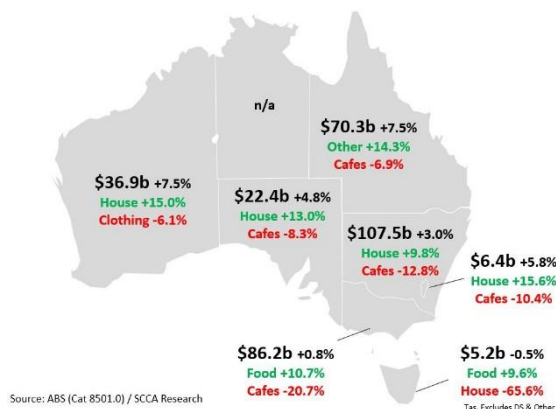 n/a
$70.3b +7.5%
Other +14.3%
Cafes -6.9%
$36.9b +7.5%
House +15.0%
Clothing -6.1%
$22.4b +4.8%
House +13.0%
Cafes -8.3%
$107.5b +3.0%
House +9.8%
Cafes -12.8%
$6.4b +5.8%
House +15.6%
Cafes -10.4%
$86.2b +0.8%
Food +10.7%
Cafes -20.7%
$5.2b -0.5%
Food +9.6%
House -65.6%
Source: ABS (Cat 8501.0) / SCCA Research
Tas. Excludes DS & Other